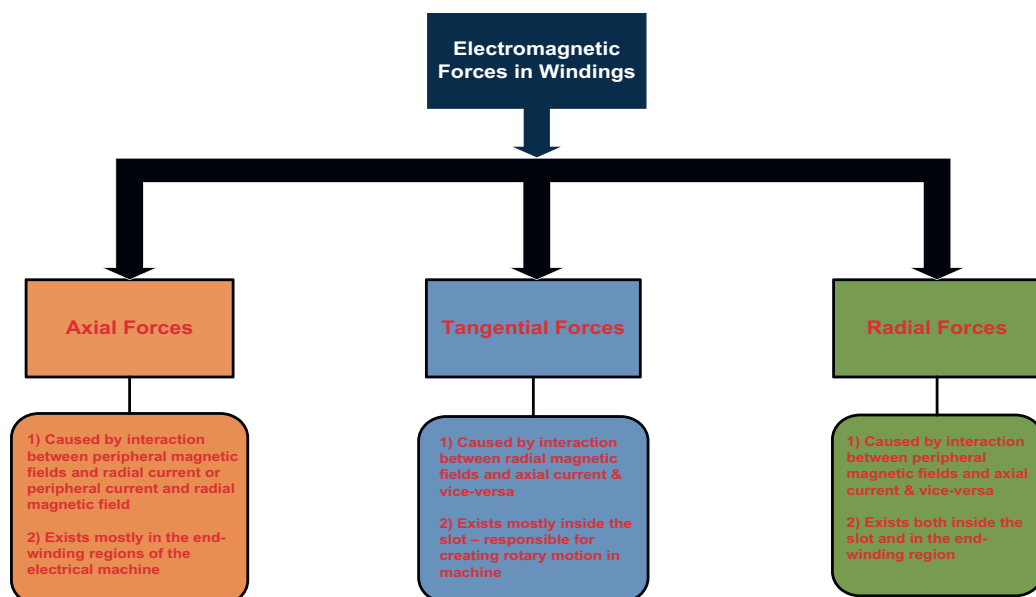 Electromagnetic
Forces in Windings
Axial Forces
Tangential Forces
Radial Forces
1) Caused by interaction
between peripheral magnetic
fields and radial current or
peripheral current and radial
magnetic field
2) Exists mostly in the end-
winding regions of the
electrical machine
1) Caused by interaction
between radial magnetic
fields and axial current &
vice-versa
2) Exists mostly inside the
slot – responsible for
creating rotary motion in
machine
1) Caused by interaction
between peripheral
magnetic fields and axial
current & vice-versa
2) Exists both inside the
slot and in the end-
winding region